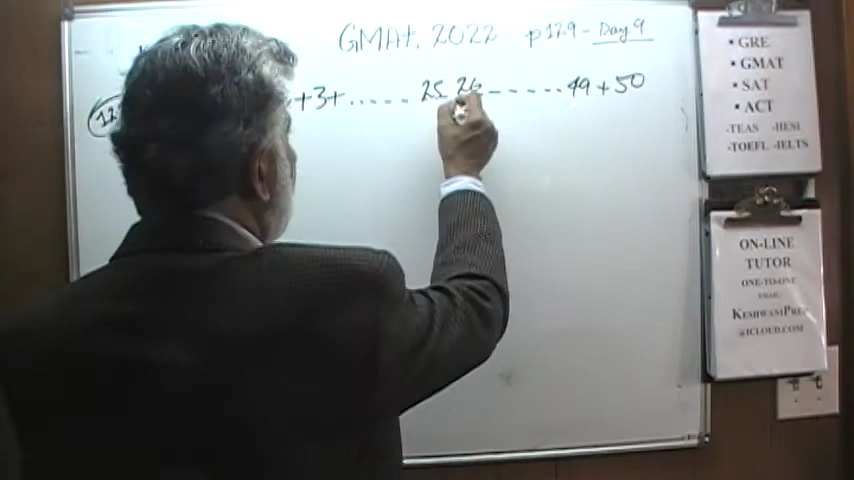 GMAT. 2022 p129 - Day 9
+3+ ..... 25 26 ------ 49 + 50
• GRE
• GMAT
• SAT
• ACT
-TEAS -HESI
-TOEFL -IELTS
ON-LINE
TUTOR
ONE-TO-ONE
EMAIL:
KESHWANIPRE
@ICLOUD.COM